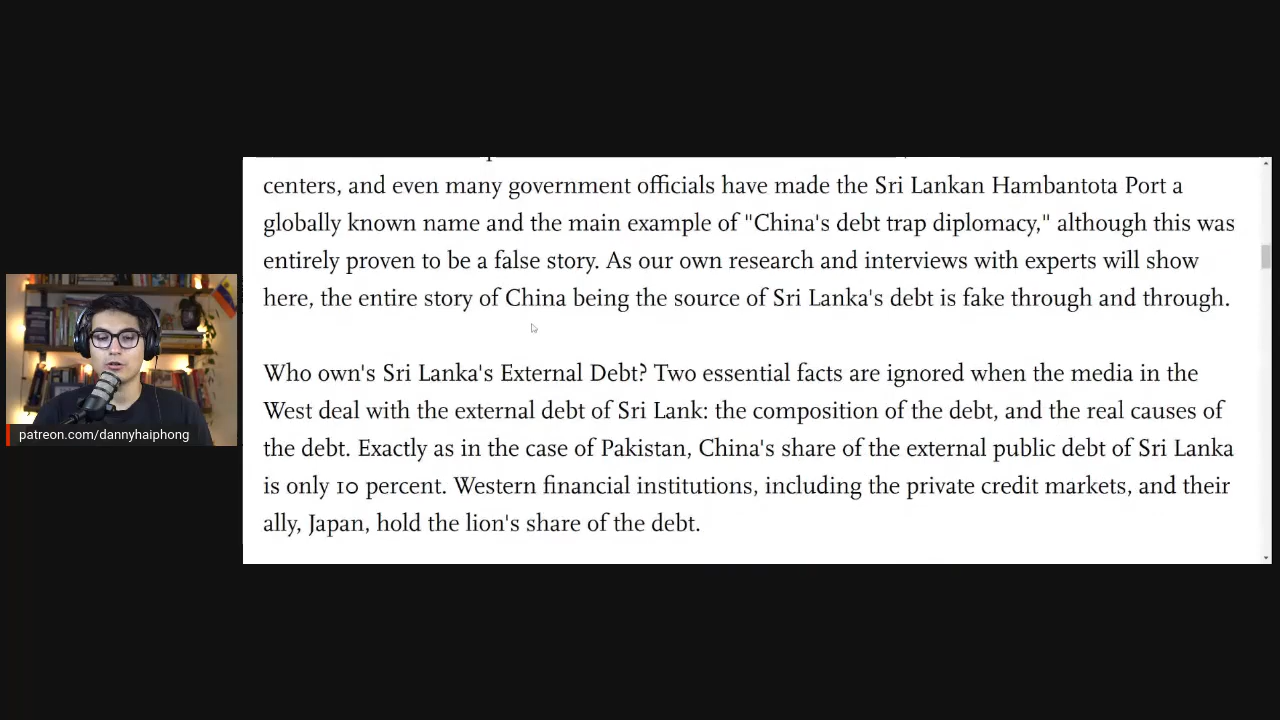 centers, and even many government officials have made the Sri Lankan Hambantota Port a
globally known name and the main example of "China's debt trap diplomacy," although this was
entirely proven to be a false story. As our own research and interviews with experts will show
here, the entire story of China being the source of Sri Lanka's debt is fake through and through.
Who own's Sri Lanka's External Debt? Two essential facts are ignored when the media in the
West deal with the external debt of Sri Lank: the composition of the debt, and the real causes of
the debt. Exactly as in the case of Pakistan, China's share of the external public debt of Sri Lanka
is only 10 percent. Western financial institutions, including the private credit markets, and their
ally, Japan, hold the lion's share of the debt.
patreon.com/dannyhaiphong